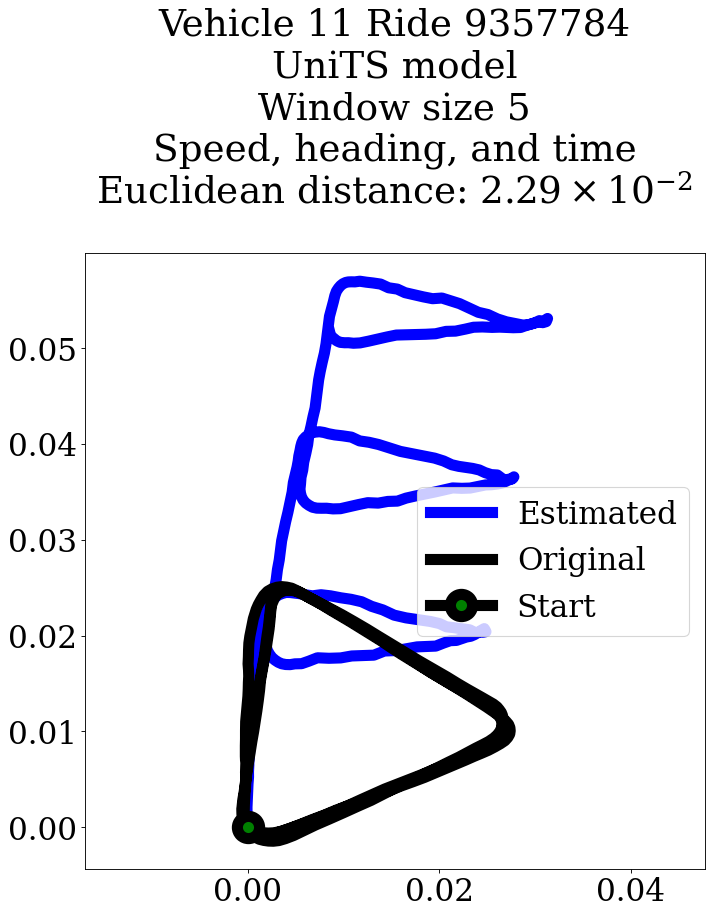 Vehicle 11 Ride 9357784
UniTS model
Window size 5
Speed, heading, and time
Euclidean distance: 2.29 × 10⁻²
0.05
0.04
0.03
0.02
0.01
0.00
Estimated
Original
Start
0.00 0.02 0.04